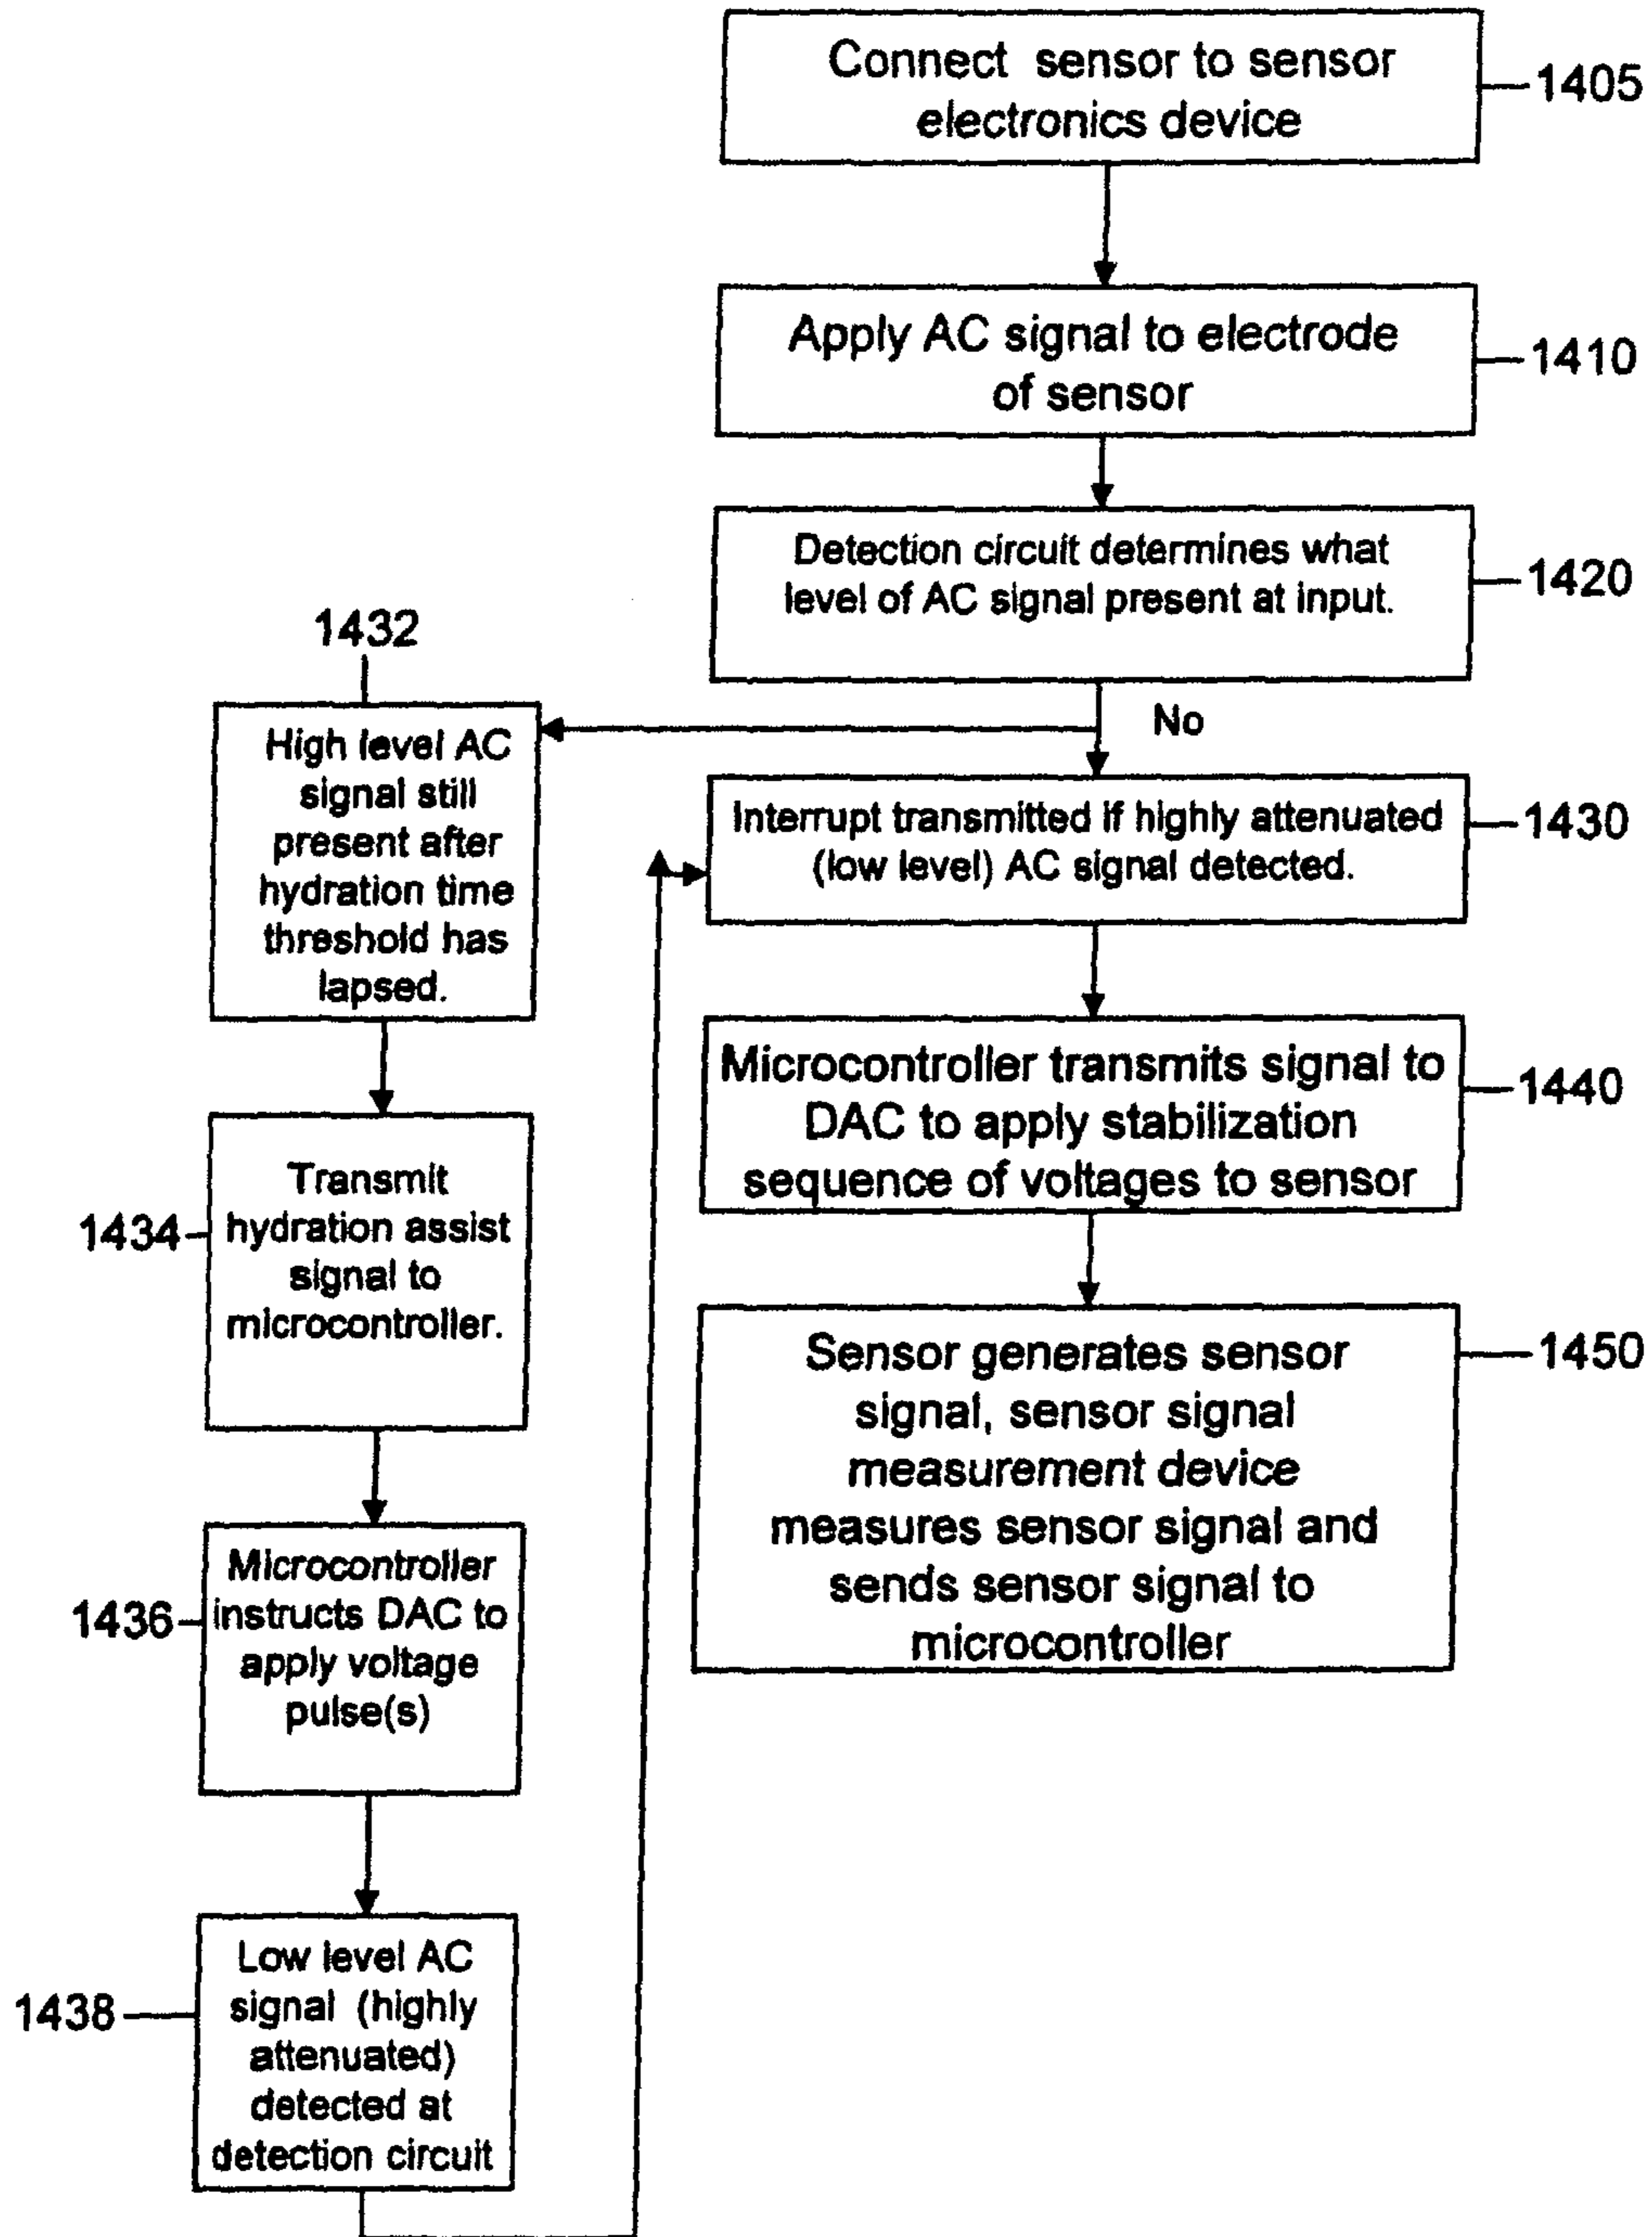 Connect sensor to sensor
electronics device
1405
Apply AC signal to electrode
of sensor
1410
Detection circuit determines what
level of AC signal present at input.
1420
No
1432
High level AC
signal still
present after
hydration time
threshold has
lapsed.
Interrupt transmitted if highly attenuated
(low level) AC signal detected.
1430
Microcontroller transmits signal to
DAC to apply stabilization
sequence of voltages to sensor
1440
Transmit
hydration assist
signal to
microcontroller.
1434
Sensor generates sensor
signal, sensor signal
measurement device
measures sensor signal and
sends sensor signal to
microcontroller
1450
Microcontroller
instructs DAC to
apply voltage
pulse(s)
1436
Low level AC
signal (highly
attenuated)
detected at
detection circuit
1438